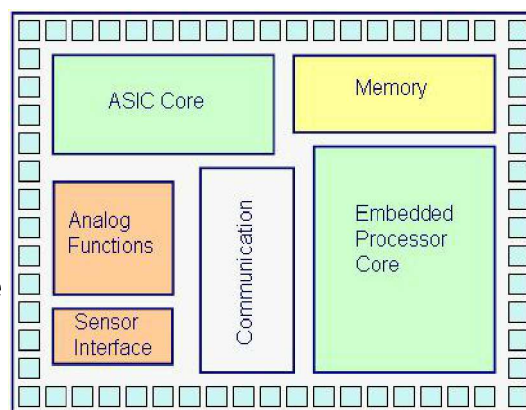 ASIC Core
Memory
Analog
Functions
Communication
Embedded
Processor
Core
Sensor
Interface